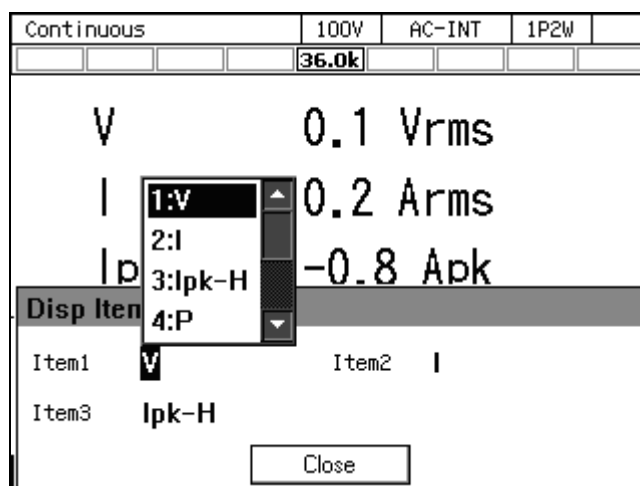 Continuous 100V AC-INT 1P2W
36.0k
V 0.1 Vrms
I 0.2 Arms
Ip -0.8 Apk
1:V
2:I
3:Ipk-H
4:P
Disp Iten
Item1 V Item2 I
Item3 Ipk-H
Close